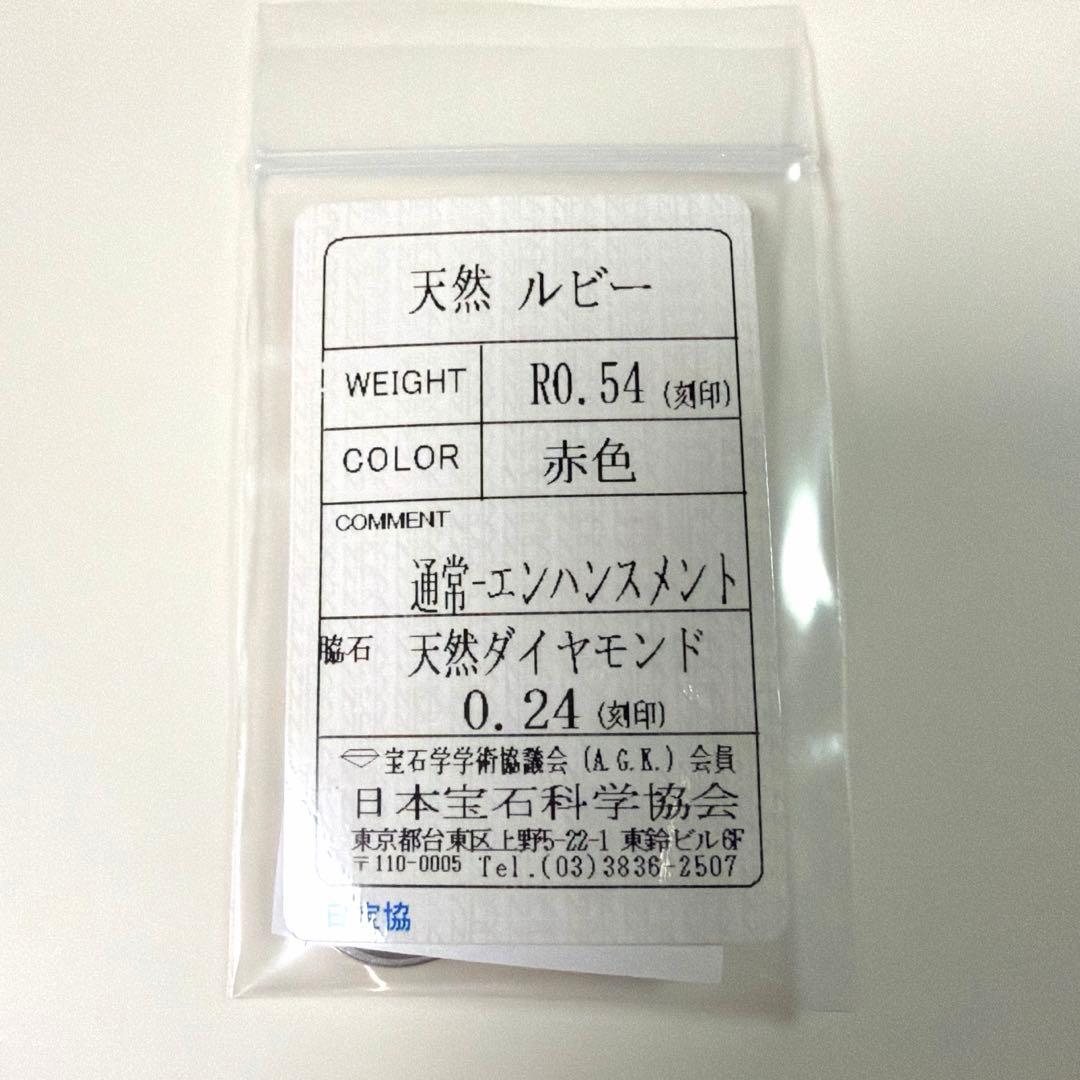 天然 ルビー
WEIGHT R0.54 (刻印)
COLOR 赤色
COMMENT
通常-エンハンスメント
脇石 天然ダイヤモンド
0.24 (刻印)
宝石学学術協議会 (A.G.K.) 会員
日本宝石科学協会
東京都台東区上野5-22-1 東鈴ビル6F
〒110-0005 Tel.(03)3836-2507
日宝協